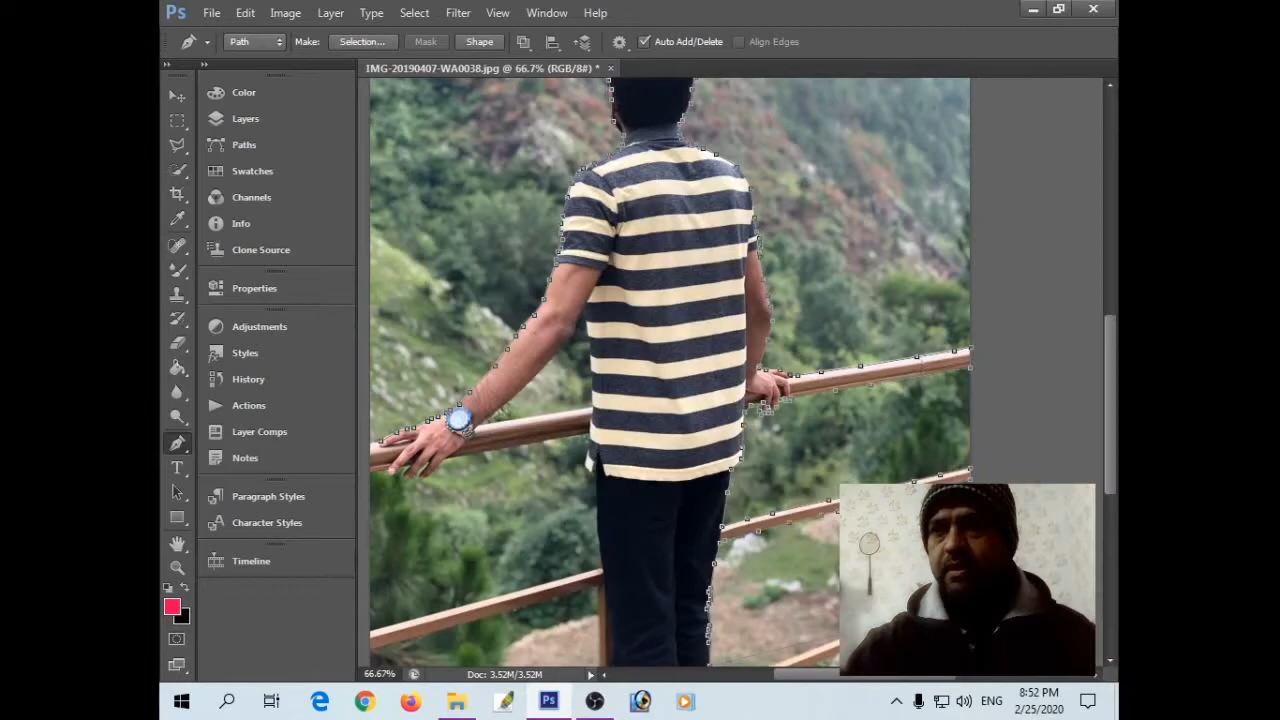 Ps File Edit Image Layer Type Select Filter View Window Help
Path Make: Selection... Mask Shape Auto Add/Delete Align Edges
IMG-20190407-WA0038.jpg @ 66.7% (RGB/8#) *
Color
Layers
Paths
Swatches
Channels
Info
Clone Source
Properties
Adjustments
Styles
History
Actions
Layer Comps
Notes
Paragraph Styles
Character Styles
Timeline
66.67% Doc: 3.52M/3.52M
Ps
ENG
8:52 PM
2/25/2020